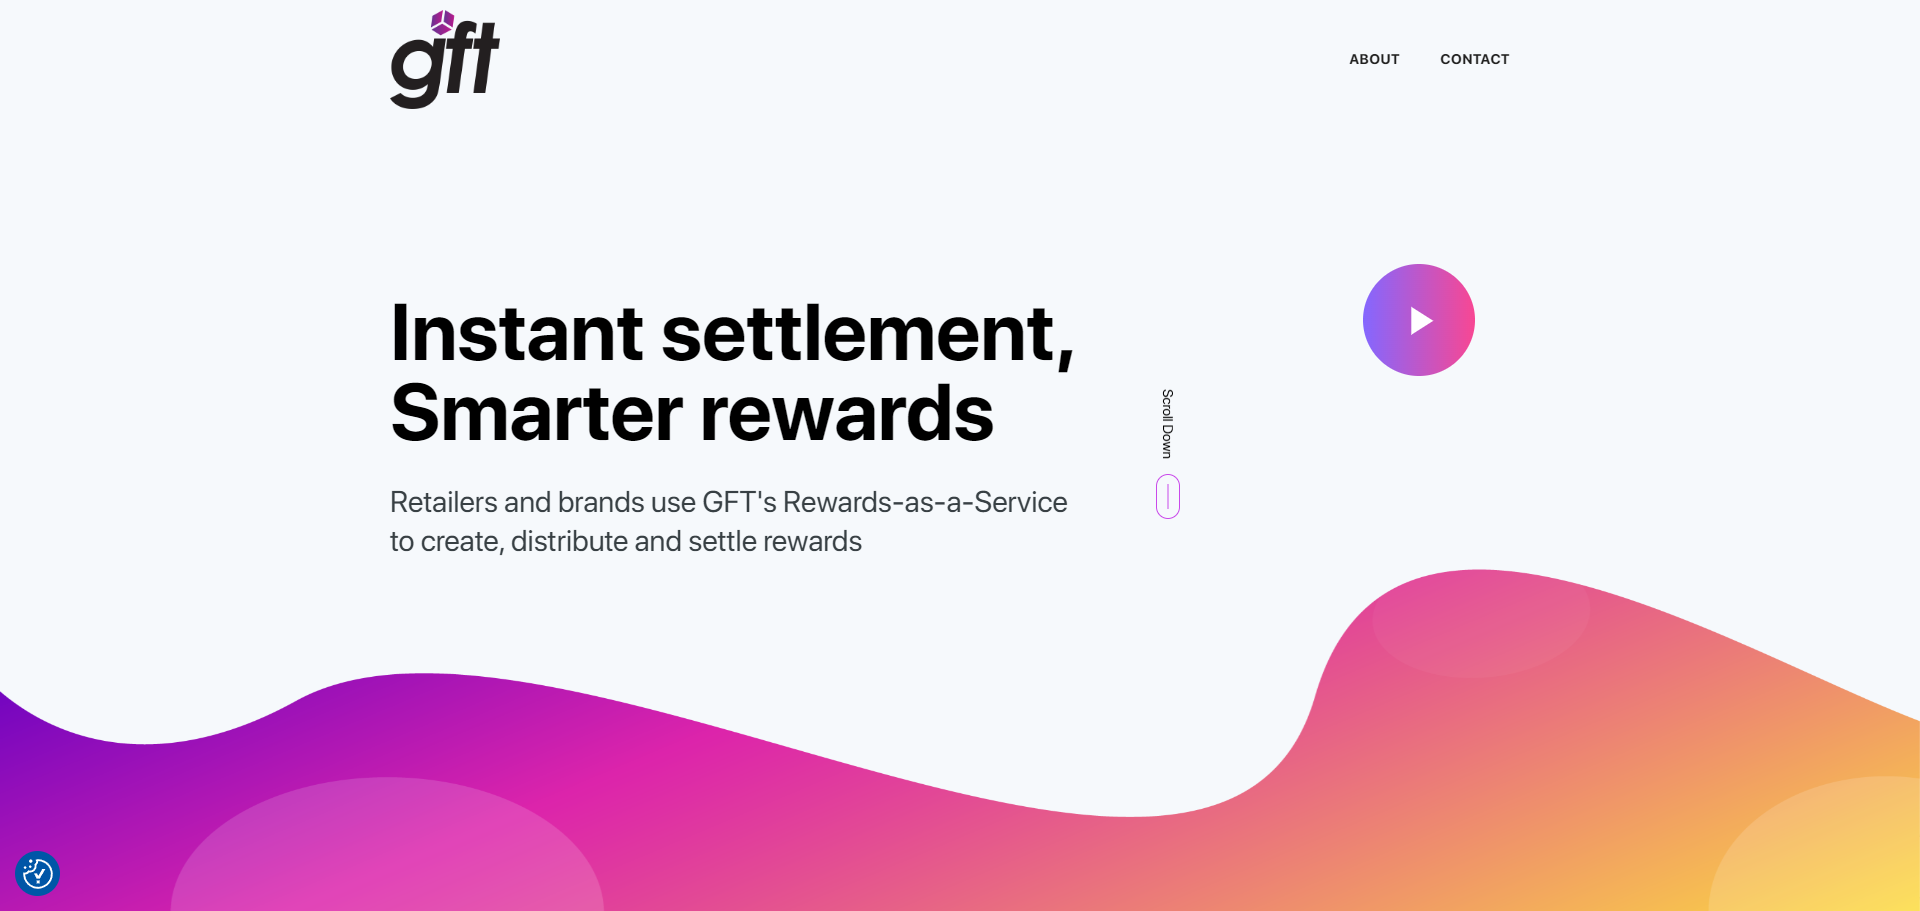 gft
ABOUT
CONTACT
Instant settlement,
Smarter rewards
Retailers and brands use GFT's Rewards-as-a-Service
to create, distribute and settle rewards
Scroll Down